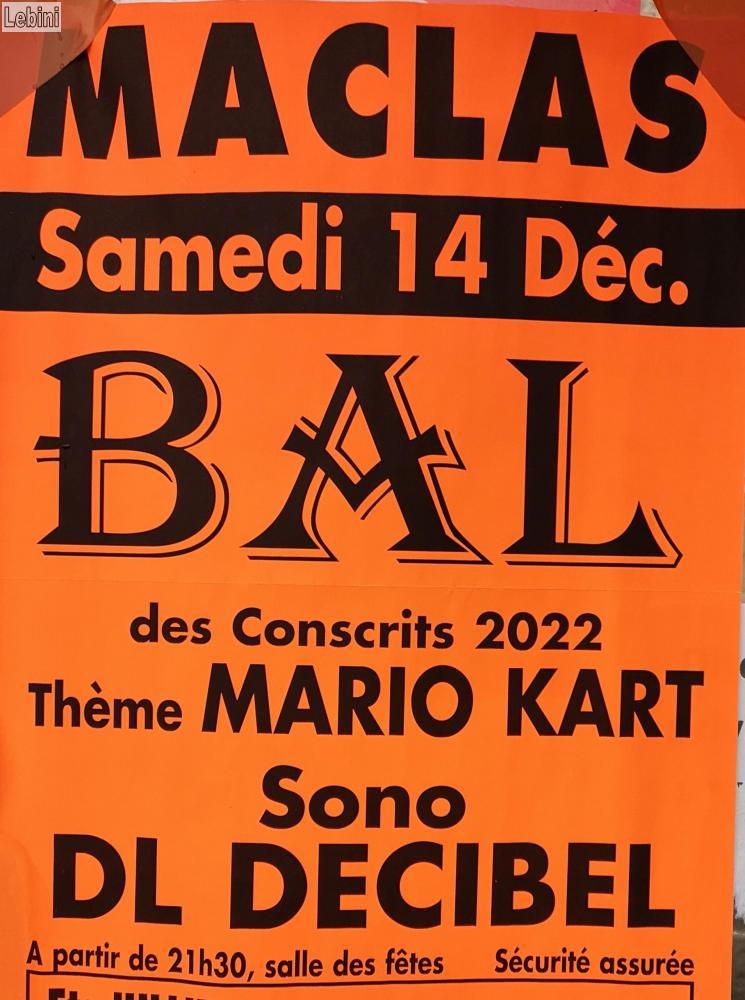 Lebini
MACLAS
Samedi 14 Déc.
BAL
des Conscrits 2022
Thème MARIO KART
Sono
DL DECIBEL
A partir de 21h30, salle des fêtes Sécurité assurée